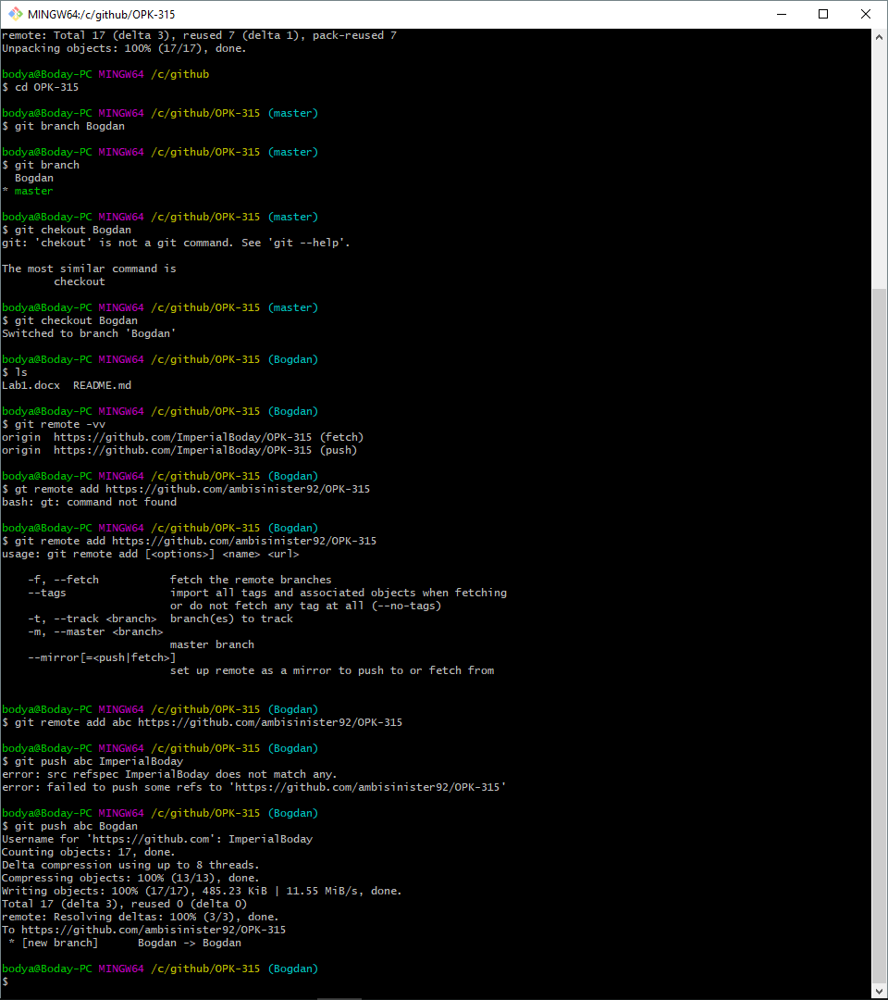 MINGW64:/c/github/OPK-315
remote: Total 17 (delta 3), reused 7 (delta 1), pack-reused 7
Unpacking objects: 100% (17/17), done.
bodya@Boday-PC MINGW64 /c/github
$ cd OPK-315
bodya@Boday-PC MINGW64 /c/github/OPK-315 (master)
$ git branch Bogdan
bodya@Boday-PC MINGW64 /c/github/OPK-315 (master)
$ git branch
  Bogdan
* master
bodya@Boday-PC MINGW64 /c/github/OPK-315 (master)
$ git chekout Bogdan
git: 'chekout' is not a git command. See 'git --help'.
The most similar command is
        checkout
bodya@Boday-PC MINGW64 /c/github/OPK-315 (master)
$ git checkout Bogdan
Switched to branch 'Bogdan'
bodya@Boday-PC MINGW64 /c/github/OPK-315 (Bogdan)
$ ls
Lab1.docx  README.md
bodya@Boday-PC MINGW64 /c/github/OPK-315 (Bogdan)
$ git remote -vv
origin  https://github.com/ImperialBoday/OPK-315 (fetch)
origin  https://github.com/ImperialBoday/OPK-315 (push)
bodya@Boday-PC MINGW64 /c/github/OPK-315 (Bogdan)
$ gt remote add https://github.com/ambisinister92/OPK-315
bash: gt: command not found
bodya@Boday-PC MINGW64 /c/github/OPK-315 (Bogdan)
$ git remote add https://github.com/ambisinister92/OPK-315
usage: git remote add [<options>] <name> <url>
    -f, --fetch           fetch the remote branches
    --tags                import all tags and associated objects when fetching
                          or do not fetch any tag at all (--no-tags)
    -t, --track <branch>  branch(es) to track
    -m, --master <branch>
                          master branch
    --mirror[=<push|fetch>]
                          set up remote as a mirror to push to or fetch from
bodya@Boday-PC MINGW64 /c/github/OPK-315 (Bogdan)
$ git remote add abc https://github.com/ambisinister92/OPK-315
bodya@Boday-PC MINGW64 /c/github/OPK-315 (Bogdan)
$ git push abc ImperialBoday
error: src refspec ImperialBoday does not match any.
error: failed to push some refs to 'https://github.com/ambisinister92/OPK-315'
bodya@Boday-PC MINGW64 /c/github/OPK-315 (Bogdan)
$ git push abc Bogdan
Username for 'https://github.com': ImperialBoday
Counting objects: 17, done.
Delta compression using up to 8 threads.
Compressing objects: 100% (13/13), done.
Writing objects: 100% (17/17), 485.23 KiB | 11.55 MiB/s, done.
Total 17 (delta 3), reused 0 (delta 0)
remote: Resolving deltas: 100% (3/3), done.
To https://github.com/ambisinister92/OPK-315
 * [new branch]      Bogdan -> Bogdan
bodya@Boday-PC MINGW64 /c/github/OPK-315 (Bogdan)
$